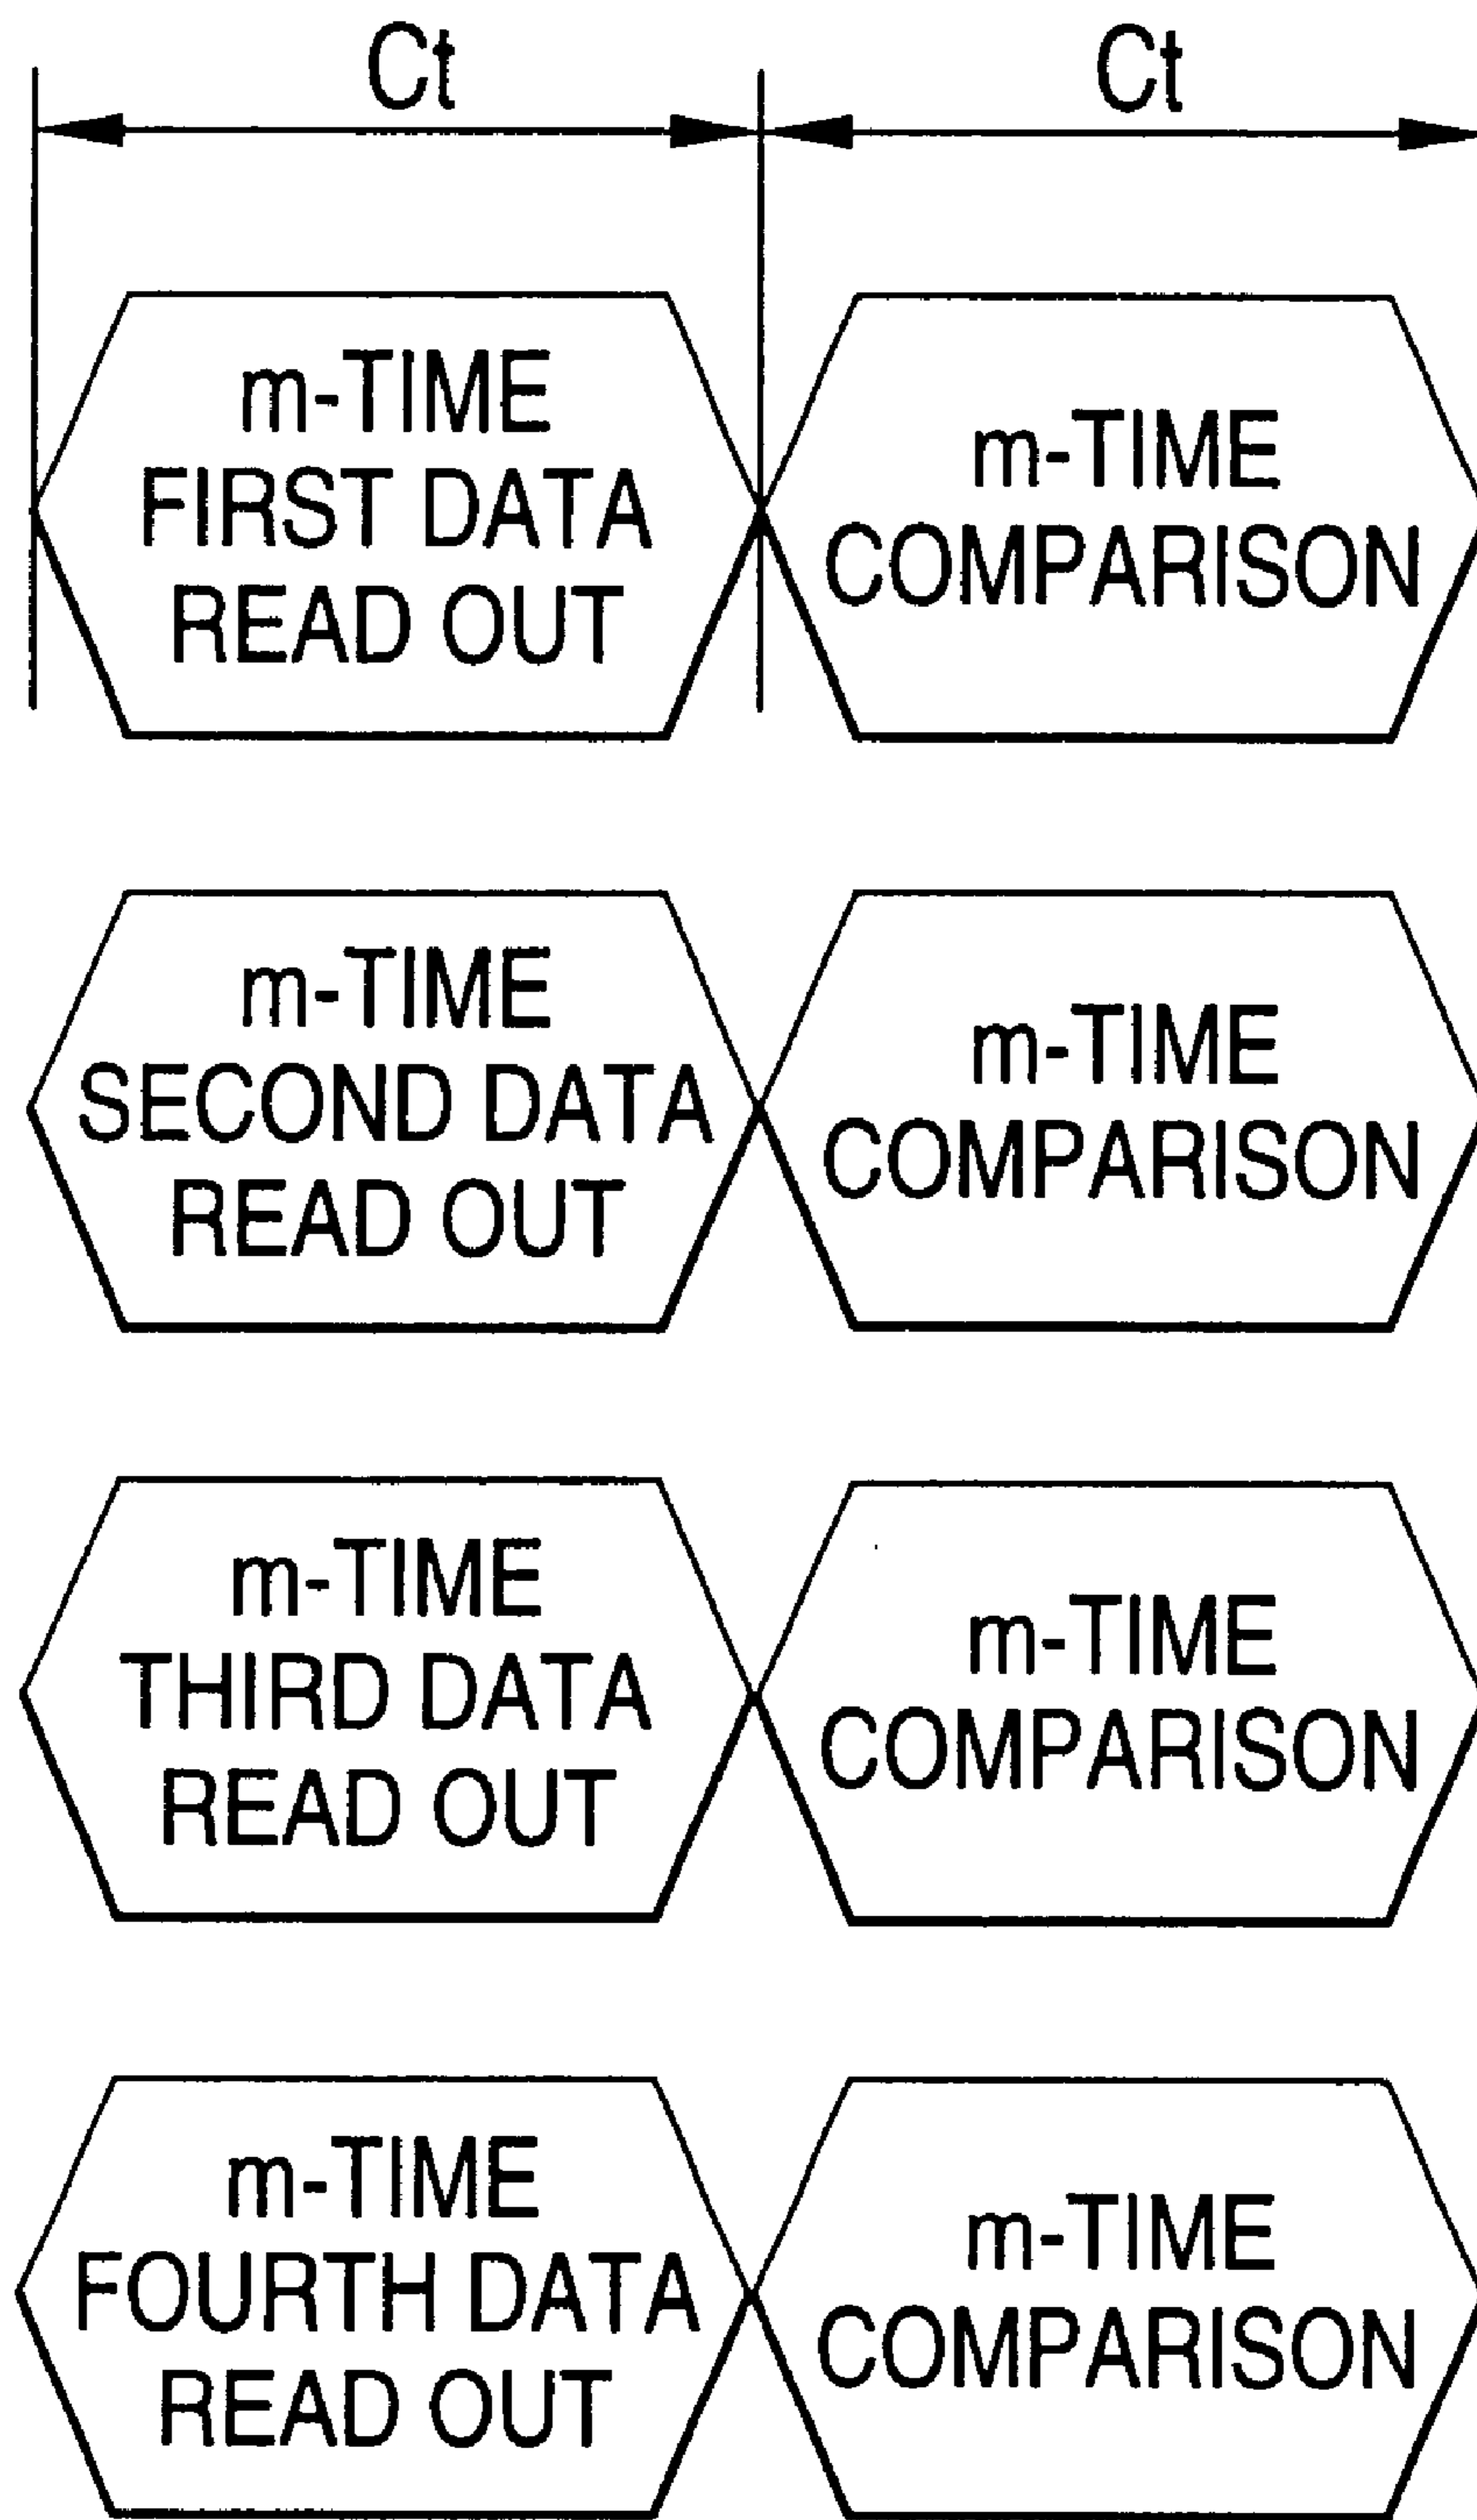 Ct
Ct
m-TIME
FIRST DATA
READ OUT
m-TIME
COMPARISON
m-TIME
SECOND DATA
READ OUT
m-TIME
COMPARISON
m-TIME
THIRD DATA
READ OUT
m-TIME
COMPARISON
m-TIME
FOURTH DATA
READ OUT
m-TIME
COMPARISON